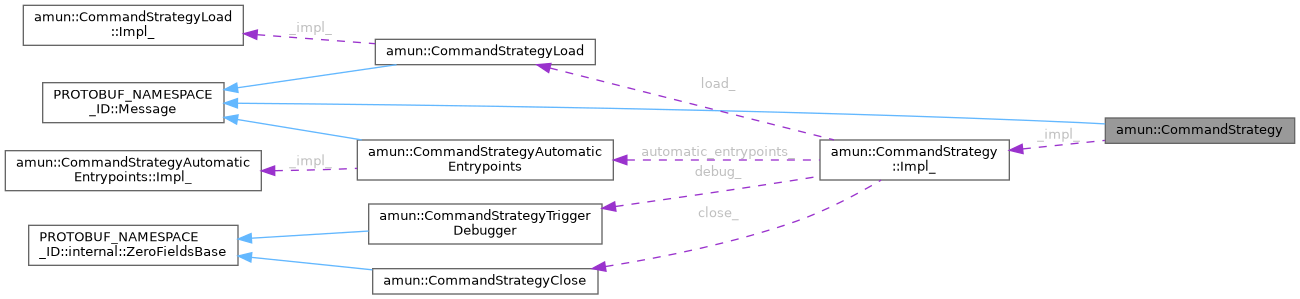 amun::CommandStrategyLoad
::Impl_
_impl_
amun::CommandStrategyLoad
PROTOBUF_NAMESPACE
_ID::Message
load_
amun::CommandStrategy
_impl_
amun::CommandStrategyAutomatic
Entrypoints::Impl_
_impl_
amun::CommandStrategyAutomatic
Entrypoints
automatic_entrypoints_
amun::CommandStrategy
::Impl_
debug_
PROTOBUF_NAMESPACE
_ID::internal::ZeroFieldsBase
amun::CommandStrategyTrigger
Debugger
close_
amun::CommandStrategyClose